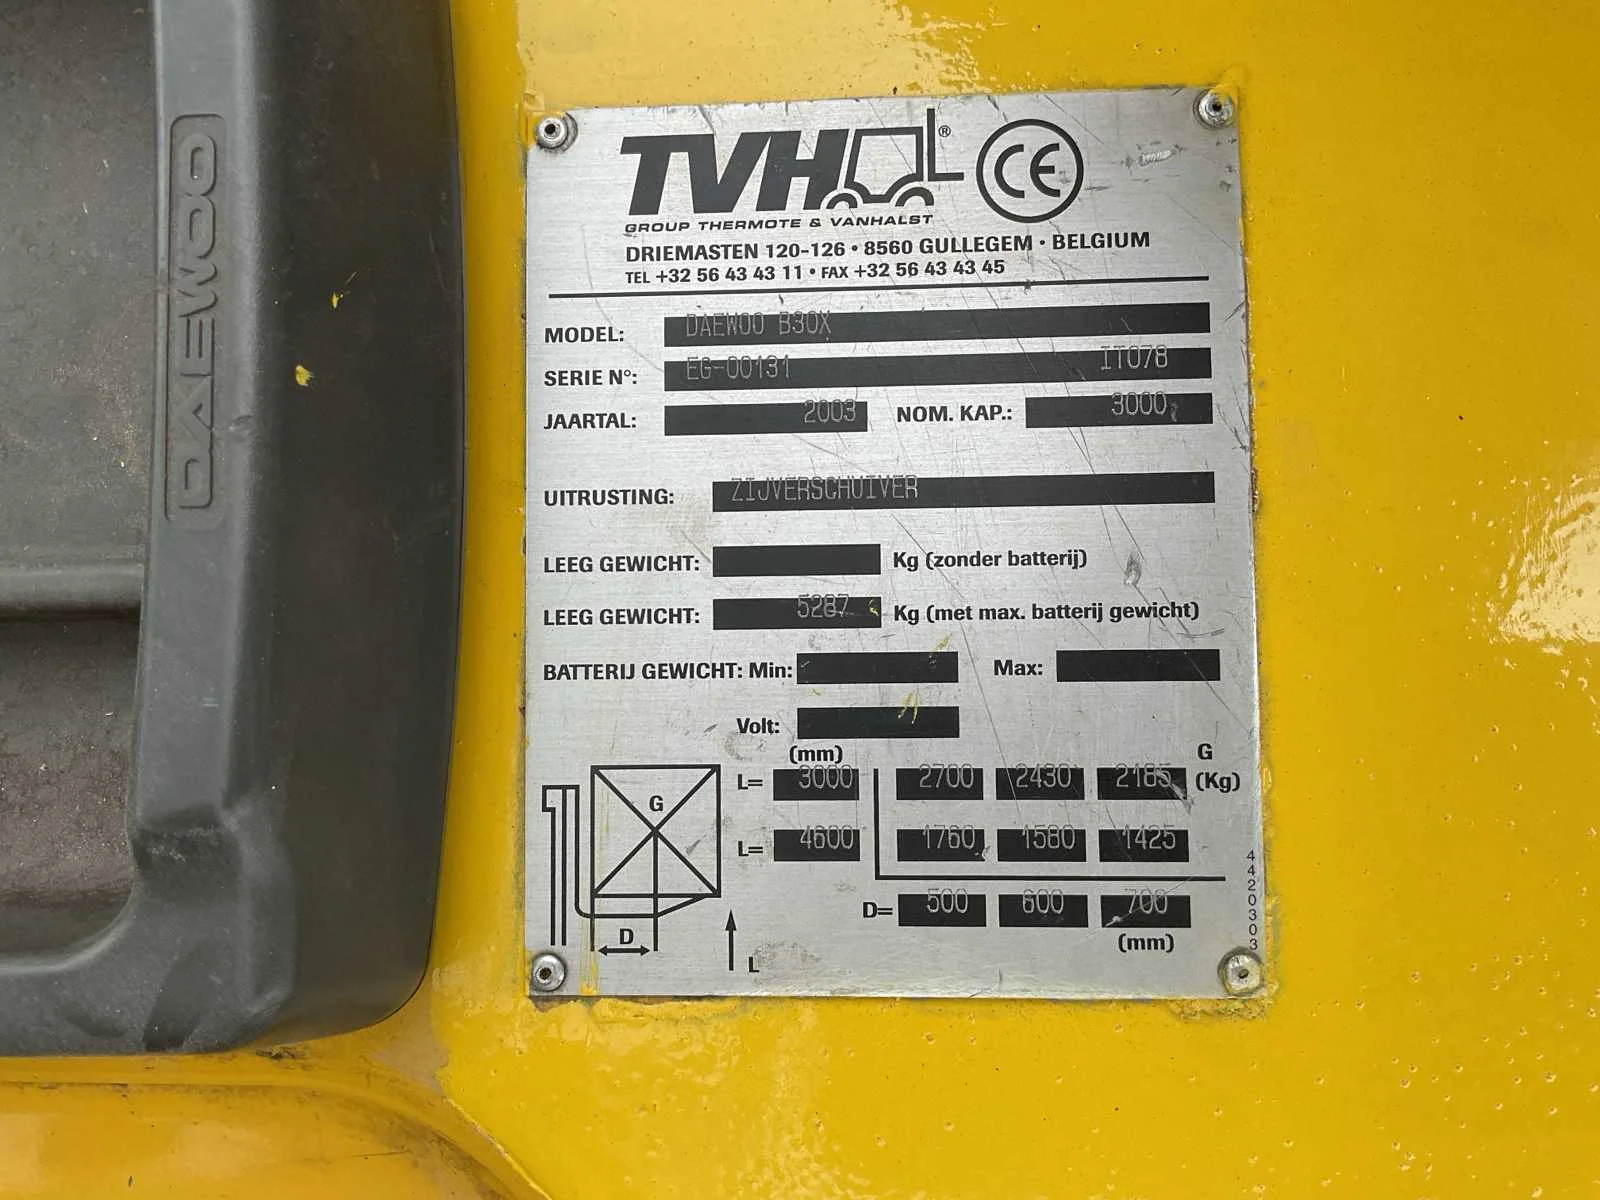 DAEWOO
TVH®
CE
GROUP THERMOTE & VANHALST
DRIEMASTEN 120-126 • 8560 GULLEGEM • BELGIUM
TEL +32 56 43 43 11 • FAX +32 56 43 43 45
MODEL: DAEWOO B30X
SERIE N°: EG-00131 IT078
JAARTAL: 2003 NOM. KAP.: 3000
UITRUSTING: ZIJVERSCHUIVER
LEEG GEWICHT: Kg (zonder batterij)
LEEG GEWICHT: 5287 Kg (met max. batterij gewicht)
BATTERIJ GEWICHT: Min: Max:
Volt:
(mm) G
L= 3000 2700 2430 2185 (Kg)
G
L= 4600 1760 1580 1425
D= 500 600 700
D (mm)
L
4420303